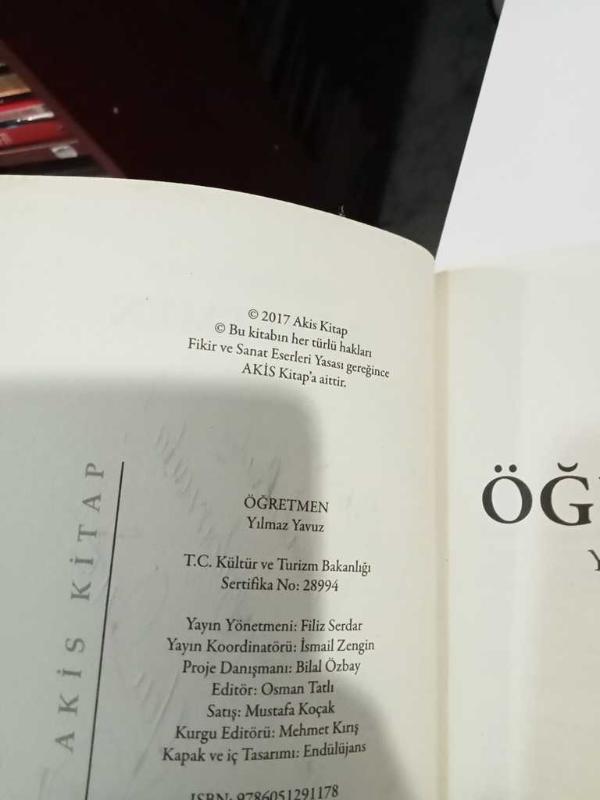 © 2017 Akis Kitap
© Bu kitabın her türlü hakları
Fikir ve Sanat Eserleri Yasası gereğince
AKİS Kitap'a aittir.
AKİS KİTAP
ÖĞRETMEN
Yılmaz Yavuz
T.C. Kültür ve Turizm Bakanlığı
Sertifika No: 28994
Yayın Yönetmeni: Filiz Serdar
Yayın Koordinatörü: İsmail Zengin
Proje Danışmanı: Bilal Özbay
Editör: Osman Tatlı
Satış: Mustafa Koçak
Kurgu Editörü: Mehmet Kırış
Kapak ve iç Tasarımı: Endülüjans
ISBN: 9786051291178
ÖĞ
Y